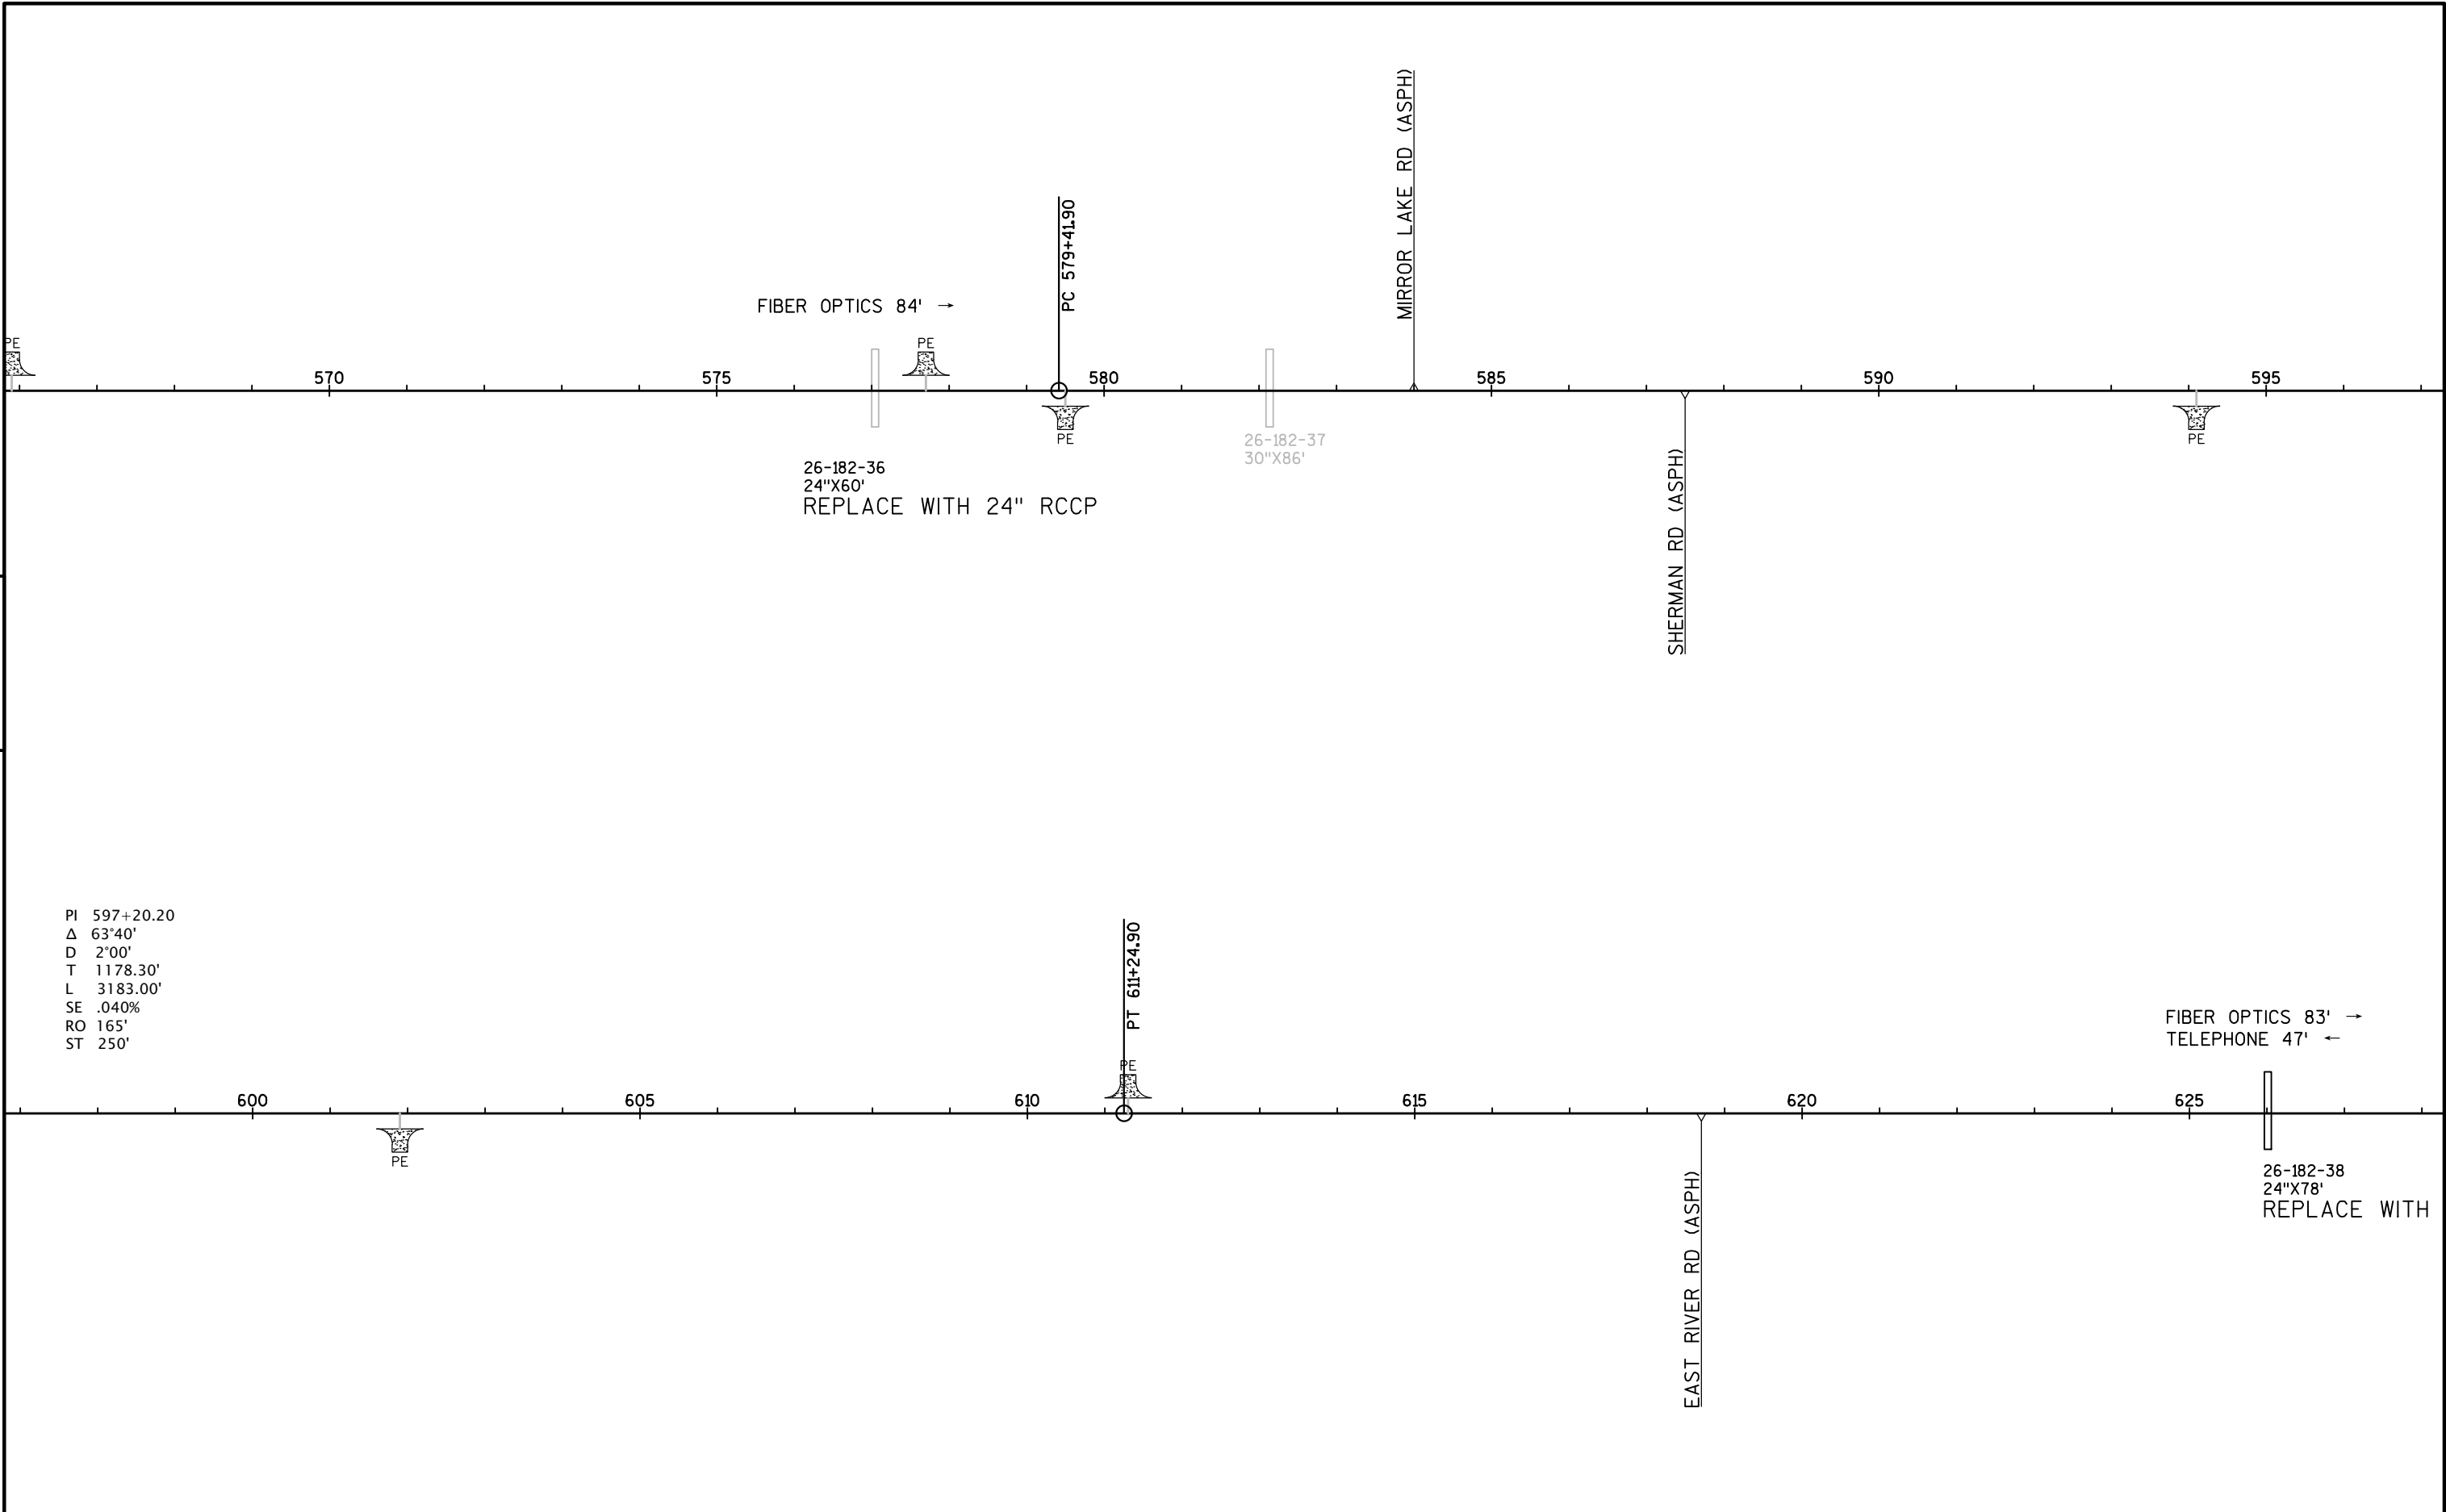 MIRROR LAKE RD (ASPH)
PC 579+41.90
FIBER OPTICS 84' →
PE
PE
570
575
580
585
590
595
PE
PE
26-182-37
30"X86'
26-182-36
24"X60'
REPLACE WITH 24" RCCP
SHERMAN RD (ASPH)
PI 597+20.20
Δ 63°40'
D 2°00'
T 1178.30'
L 3183.00'
SE .040%
RO 165'
ST 250'
PT 611+24.90
FIBER OPTICS 83' →
TELEPHONE 47' ←
PE
600
605
610
615
620
625
PE
26-182-38
24"X78'
REPLACE WITH
EAST RIVER RD (ASPH)